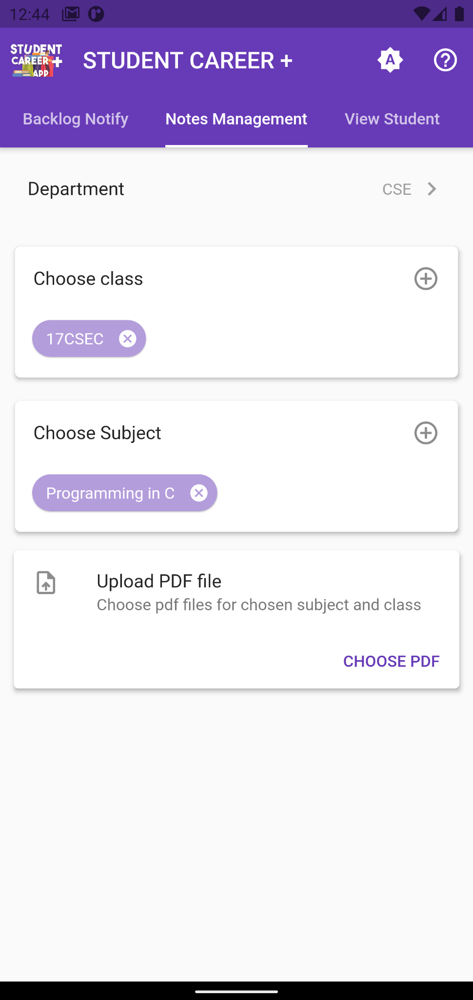 12:44
STUDENT
CAREER +
APP
STUDENT CAREER +
A
?
Backlog Notify
Notes Management
View Student
Department
CSE
Choose class
17CSEC
Choose Subject
Programming in C
Upload PDF file
Choose pdf files for chosen subject and class
CHOOSE PDF